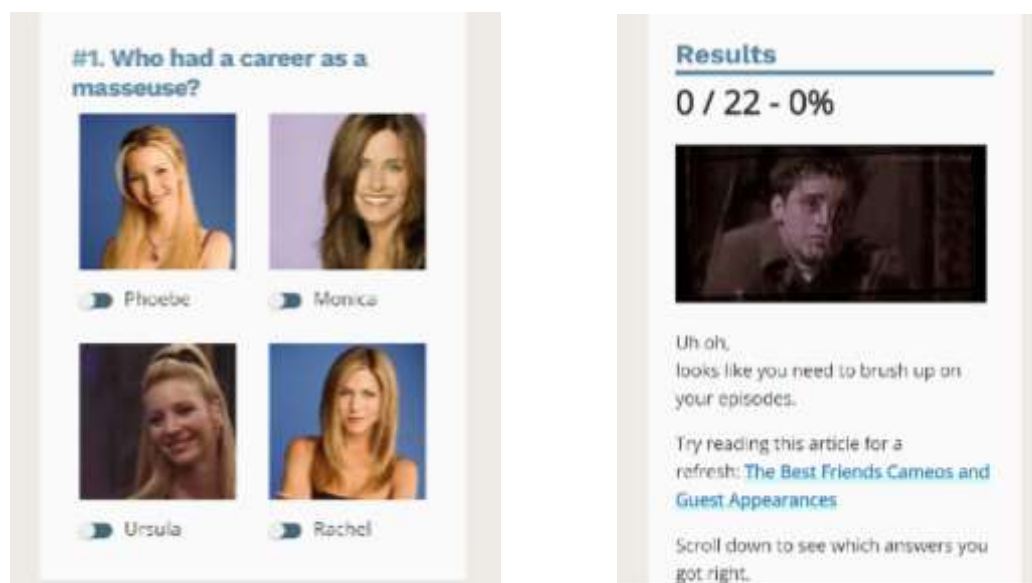 #1. Who had a career as a
masseuse?
Phoebe
Monica
Ursula
Rachel
Results
0 / 22 - 0%
Uh oh,
looks like you need to brush up on
your episodes.
Try reading this article for a
refresh: The Best Friends Cameos and
Guest Appearances
Scroll down to see which answers you
got right.